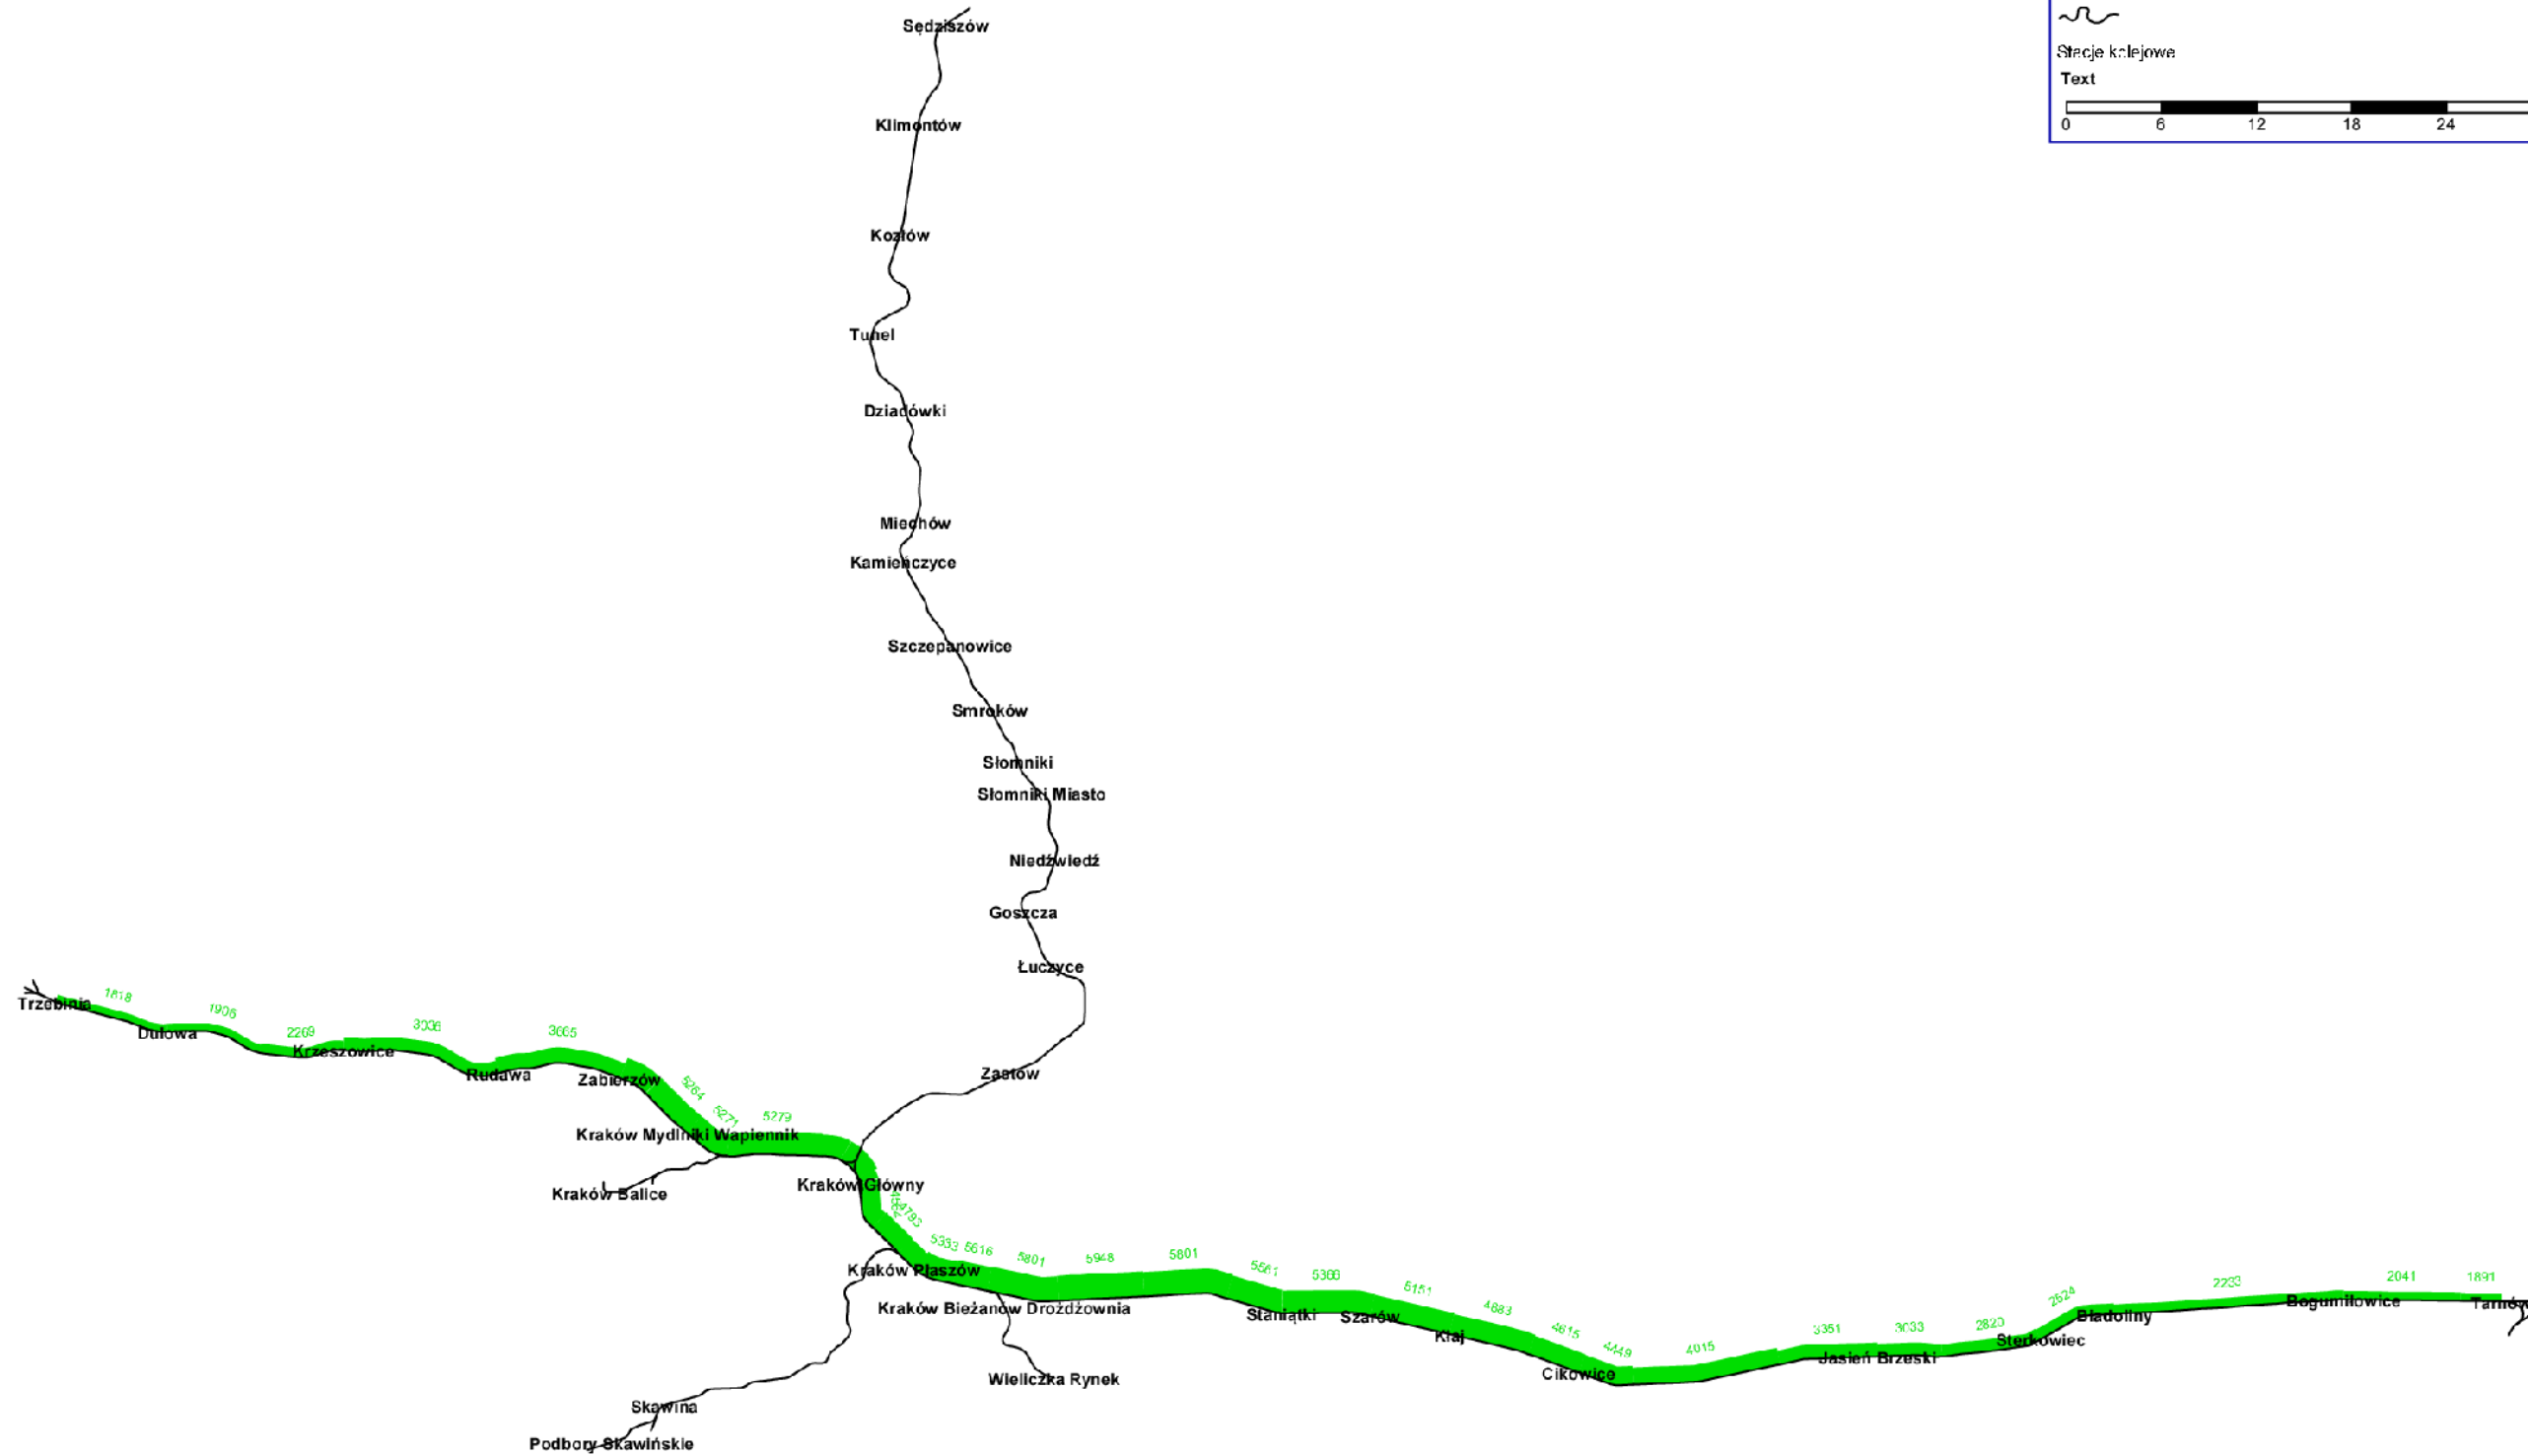 Sędziszów
Stacje kolejowe
Text
0 6 12 18 24
Klimontów
Kozłów
Tunel
Dziadówki
Miechów
Kamieńczyce
Szczepanowice
Smroków
Słomniki
Słomniki Miasto
Niedźwiedź
Goszcza
Łuczyce
Zastów
1818
1906
2269
3036
3665
5264
5271
5279
Trzebinia
Dulowa
Krzeszowice
Rudawa
Zabierzów
Kraków Mydlniki Wapiennik
Kraków Balice
Kraków Główny
4793
5333
5616
5801
5948
5801
5561
5366
5151
4883
4615
4449
4015
3351
3033
2820
2524
2233
2041
1891
Kraków Płaszów
Kraków Bieżanów Drożdżownia
Staniątki
Szarów
Kłaj
Cikowice
Jasień Brzeski
Sterkowiec
Biadoliny
Bogumiłowice
Wieliczka Rynek
Skawina
Podbory Skawińskie